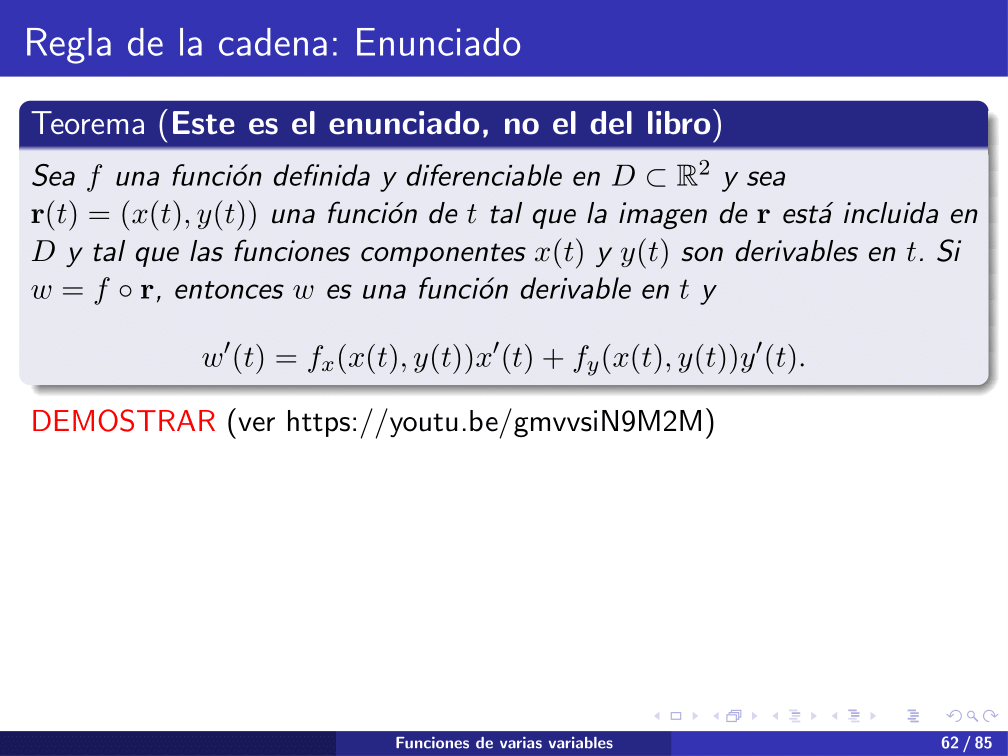 Regla de la cadena: Enunciado
Teorema (Este es el enunciado, no el del libro)
Sea f una función definida y diferenciable en D ⊂ ℝ² y sea
r(t) = (x(t), y(t)) una función de t tal que la imagen de r está incluida en
D y tal que las funciones componentes x(t) y y(t) son derivables en t. Si
w = f ∘ r, entonces w es una función derivable en t y
w′(t) = fₓ(x(t), y(t))x′(t) + f_y(x(t), y(t))y′(t).
DEMOSTRAR (ver https://youtu.be/gmvvsiN9M2M)
Funciones de varias variables
62 / 85